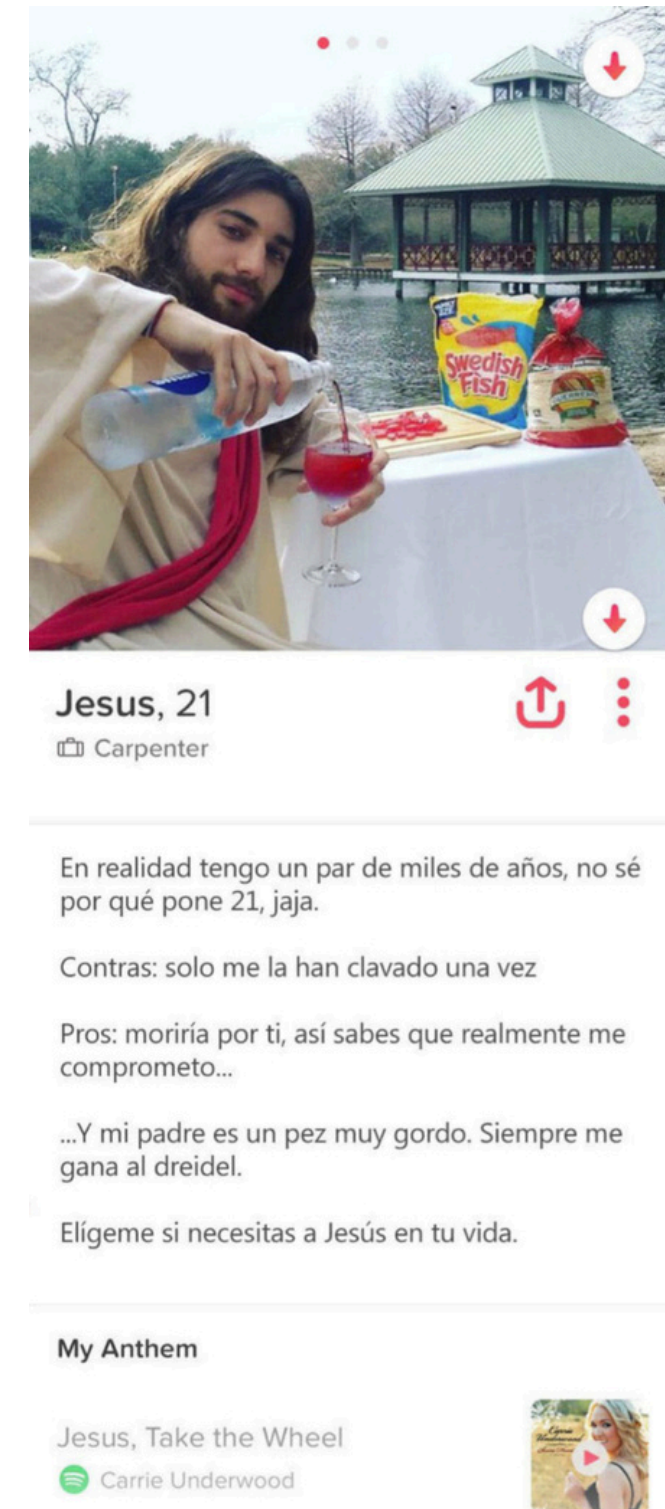 Swedish
Fish
Jesus, 21
Carpenter
En realidad tengo un par de miles de años, no sé
por qué pone 21, jaja.
Contras: solo me la han clavado una vez
Pros: moriría por ti, así sabes que realmente me
comprometo...
...Y mi padre es un pez muy gordo. Siempre me
gana al dreidel.
Elígeme si necesitas a Jesús en tu vida.
My Anthem
Jesus, Take the Wheel
Carrie Underwood
Carrie
Underwood